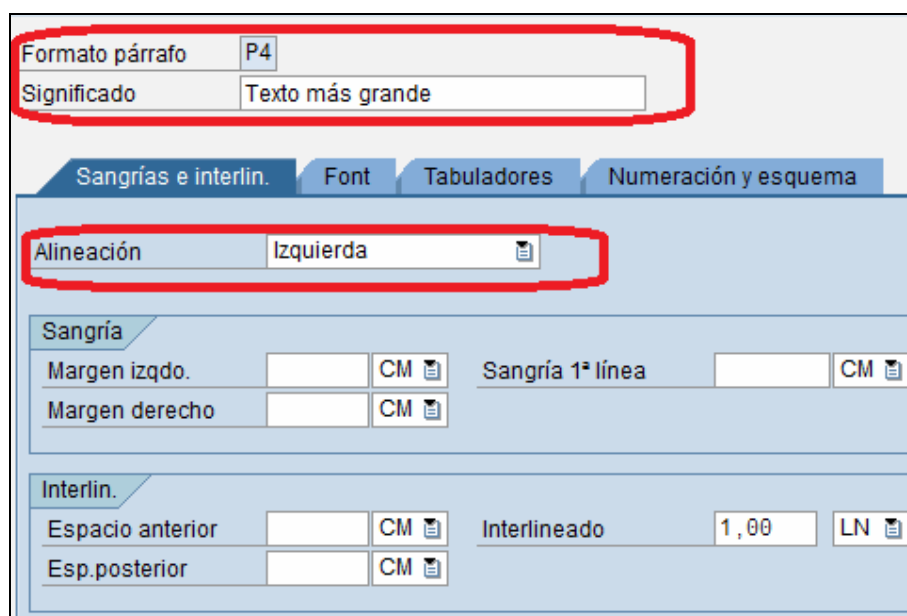 Formato párrafo P4
Significado Texto más grande
Sangrías e interlin. Font Tabuladores Numeración y esquema
Alineación Izquierda
Sangría
Margen izqdo. CM Sangría 1ª línea CM
Margen derecho CM
Interlin.
Espacio anterior CM Interlineado 1,00 LN
Esp.posterior CM